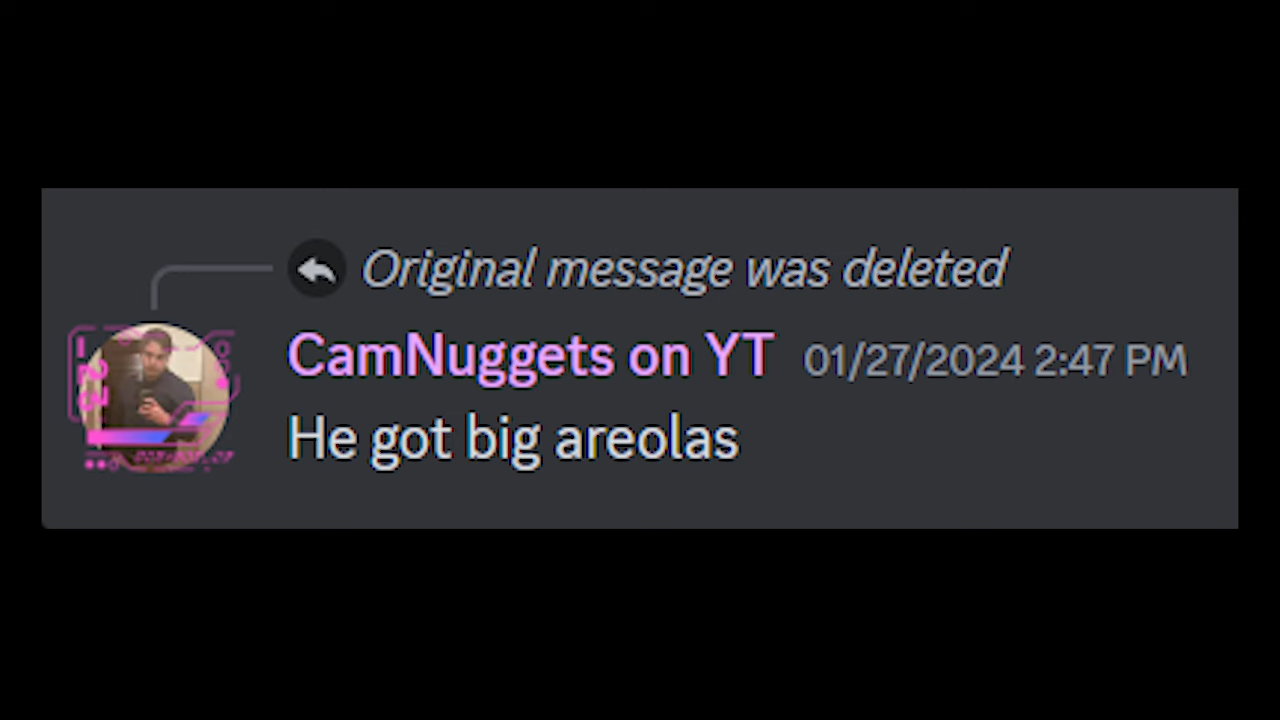 Original message was deleted
CamNuggets on YT 01/27/2024 2:47 PM
He got big areolas